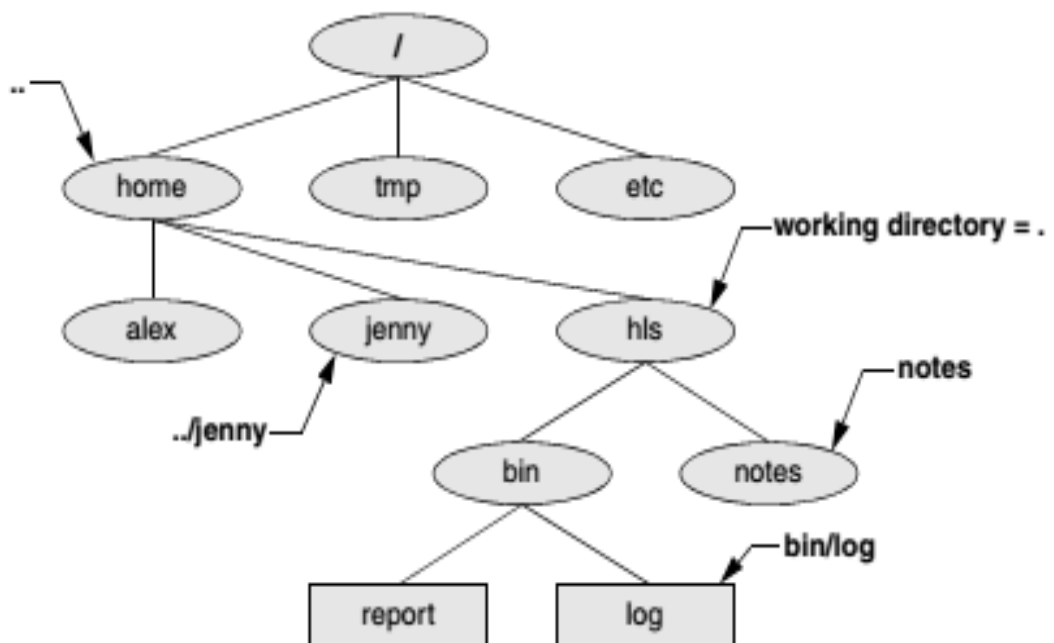 /
..
home
tmp
etc
working directory = .
alex
jenny
hls
notes
../jenny
bin
notes
bin/log
report
log